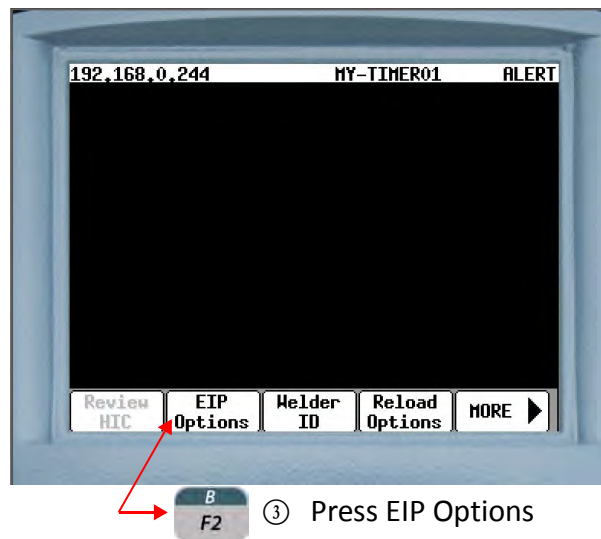 192.168.0.244 MY-TIMER01 ALERT
Review HIC
EIP Options
Welder ID
Reload Options
MORE
B
F2
③ Press EIP Options